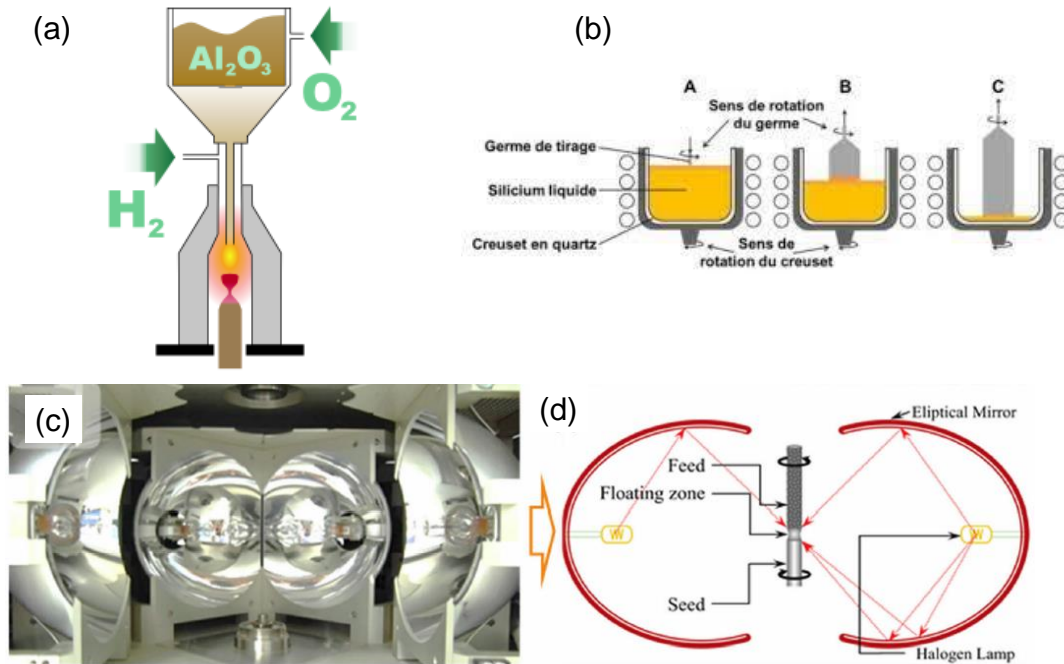 (a)
Al₂O₃
O₂
H₂
(b)
A
B
C
Sens de rotation
du germe
Germe de tirage
Silicium liquide
Creuset en quartz
Sens de
rotation du creuset
(c)
(d)
Eliptical Mirror
Feed
Floating zone
Seed
Halogen Lamp